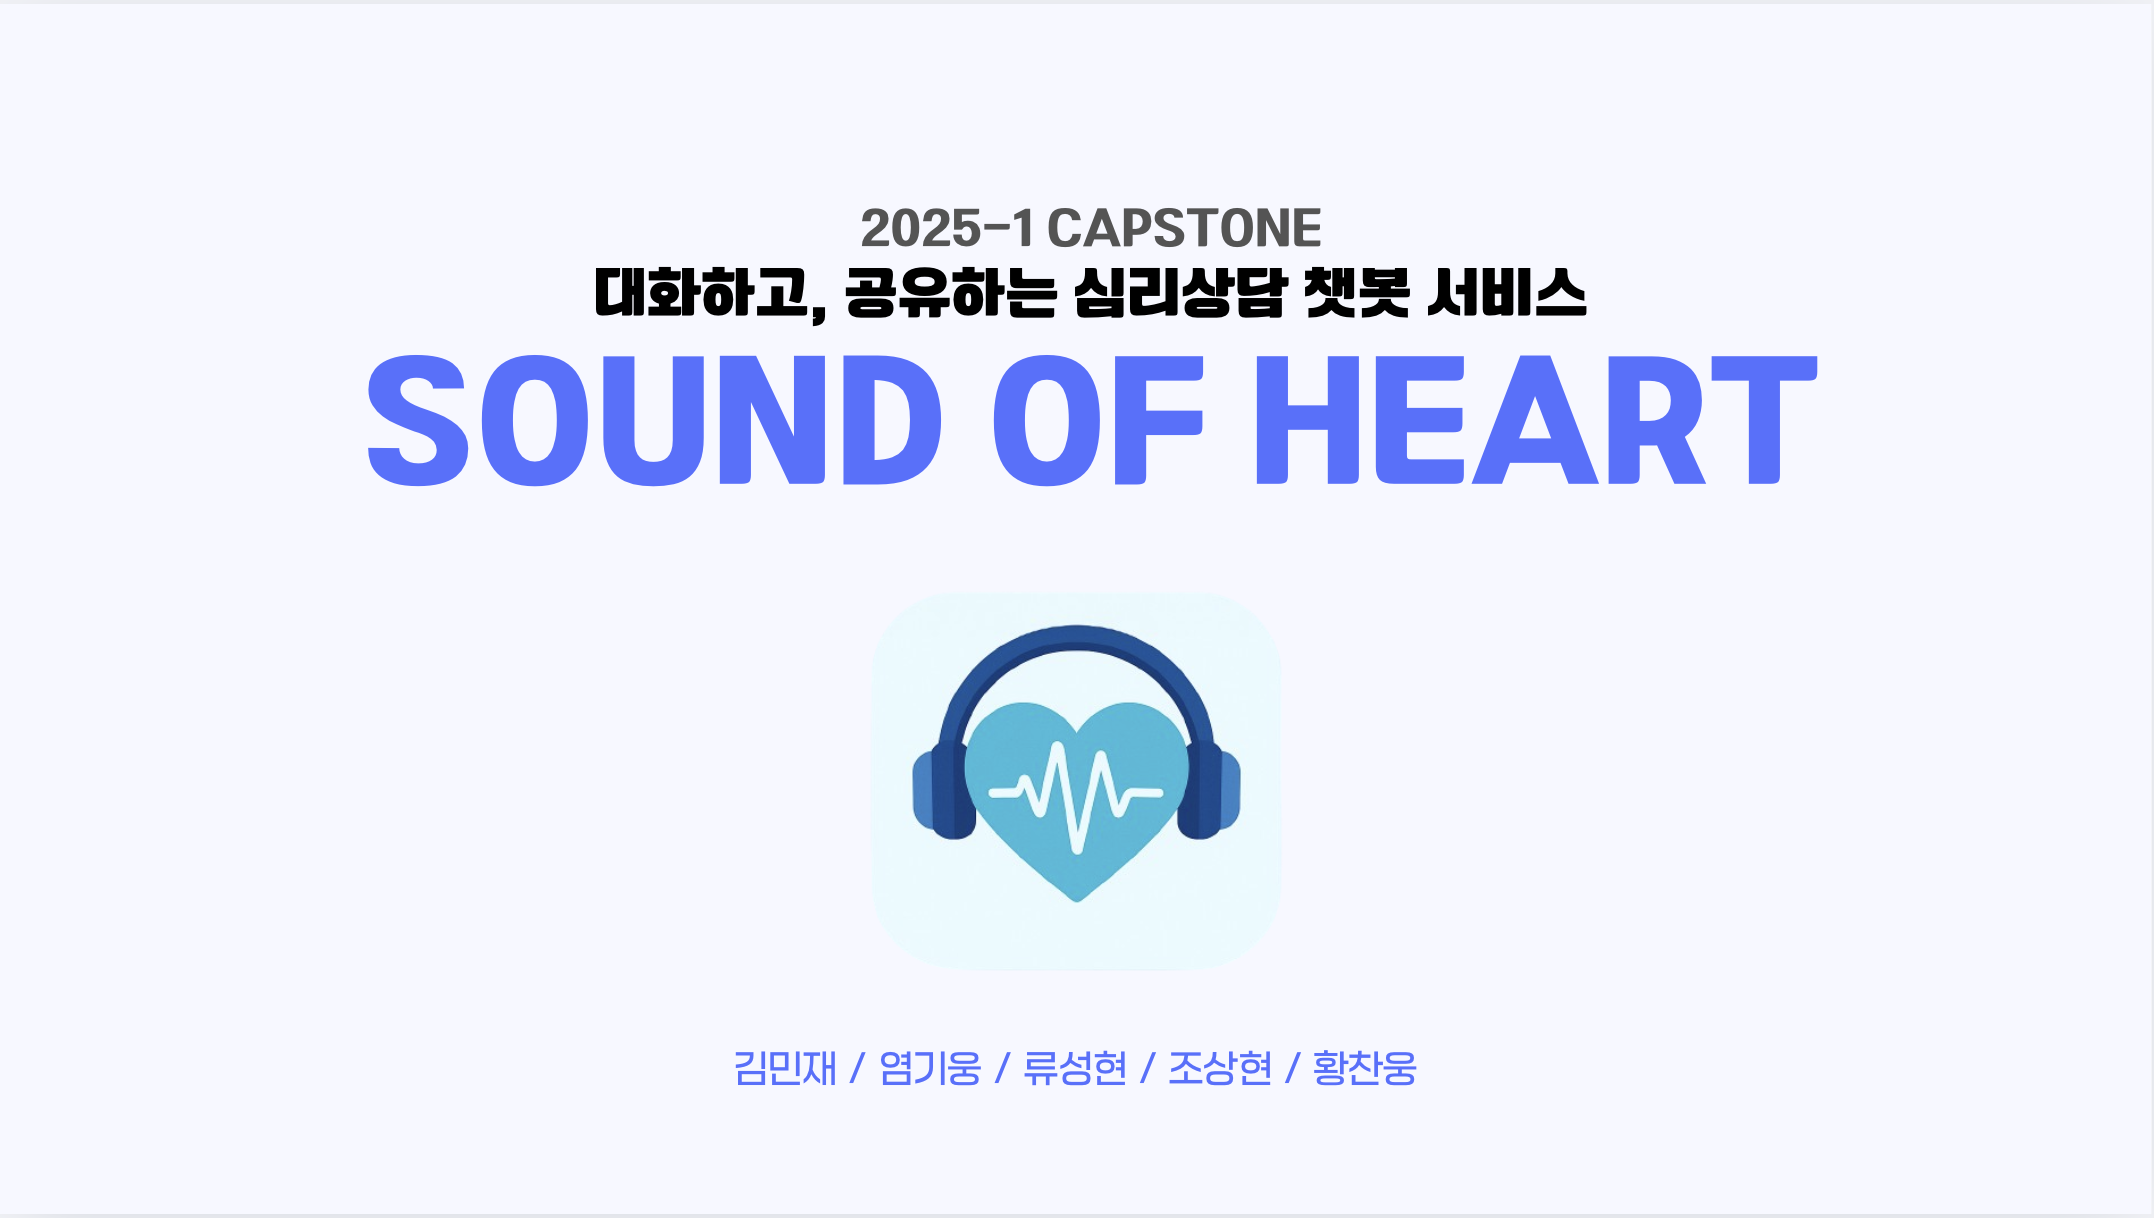 2025-1 CAPSTONE
대화하고, 공유하는 심리상담 챗봇 서비스
SOUND OF HEART
김민재 / 염기웅 / 류성현 / 조상현 / 황찬웅